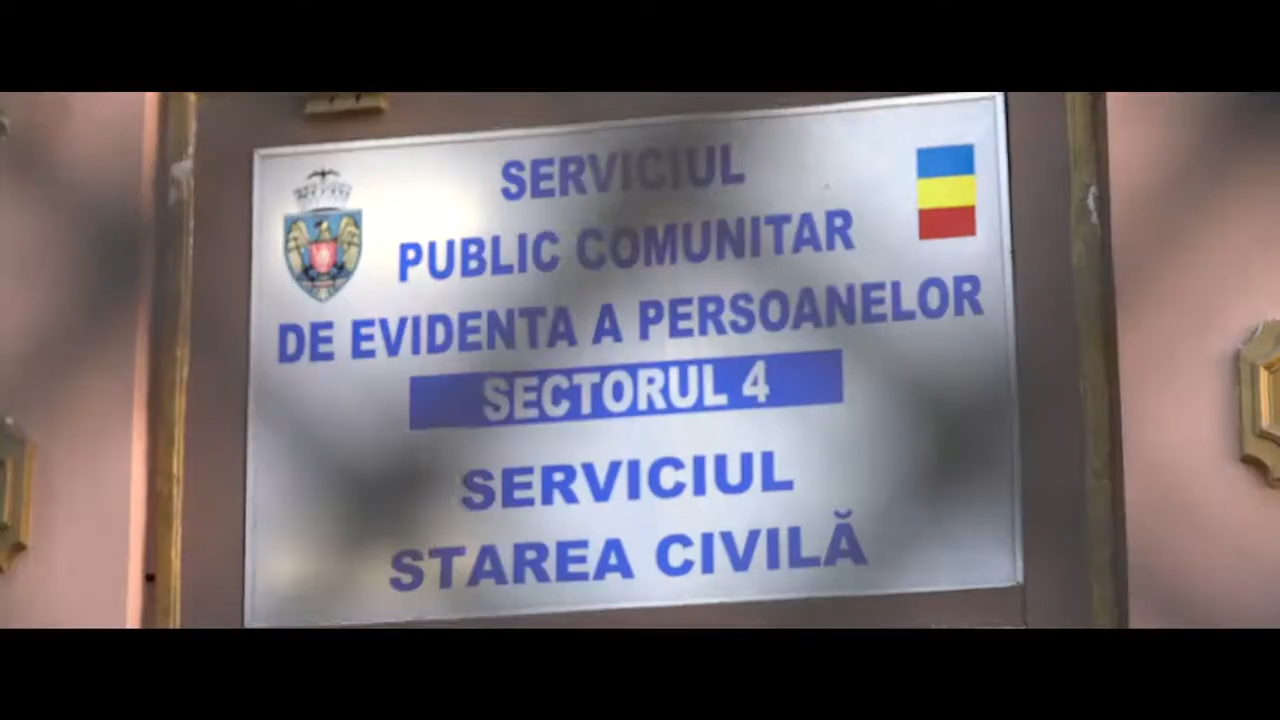 SERVICIUL
PUBLIC COMUNITAR
DE EVIDENTA A PERSOANELOR
SECTORUL 4
SERVICIUL
STAREA CIVILĂ